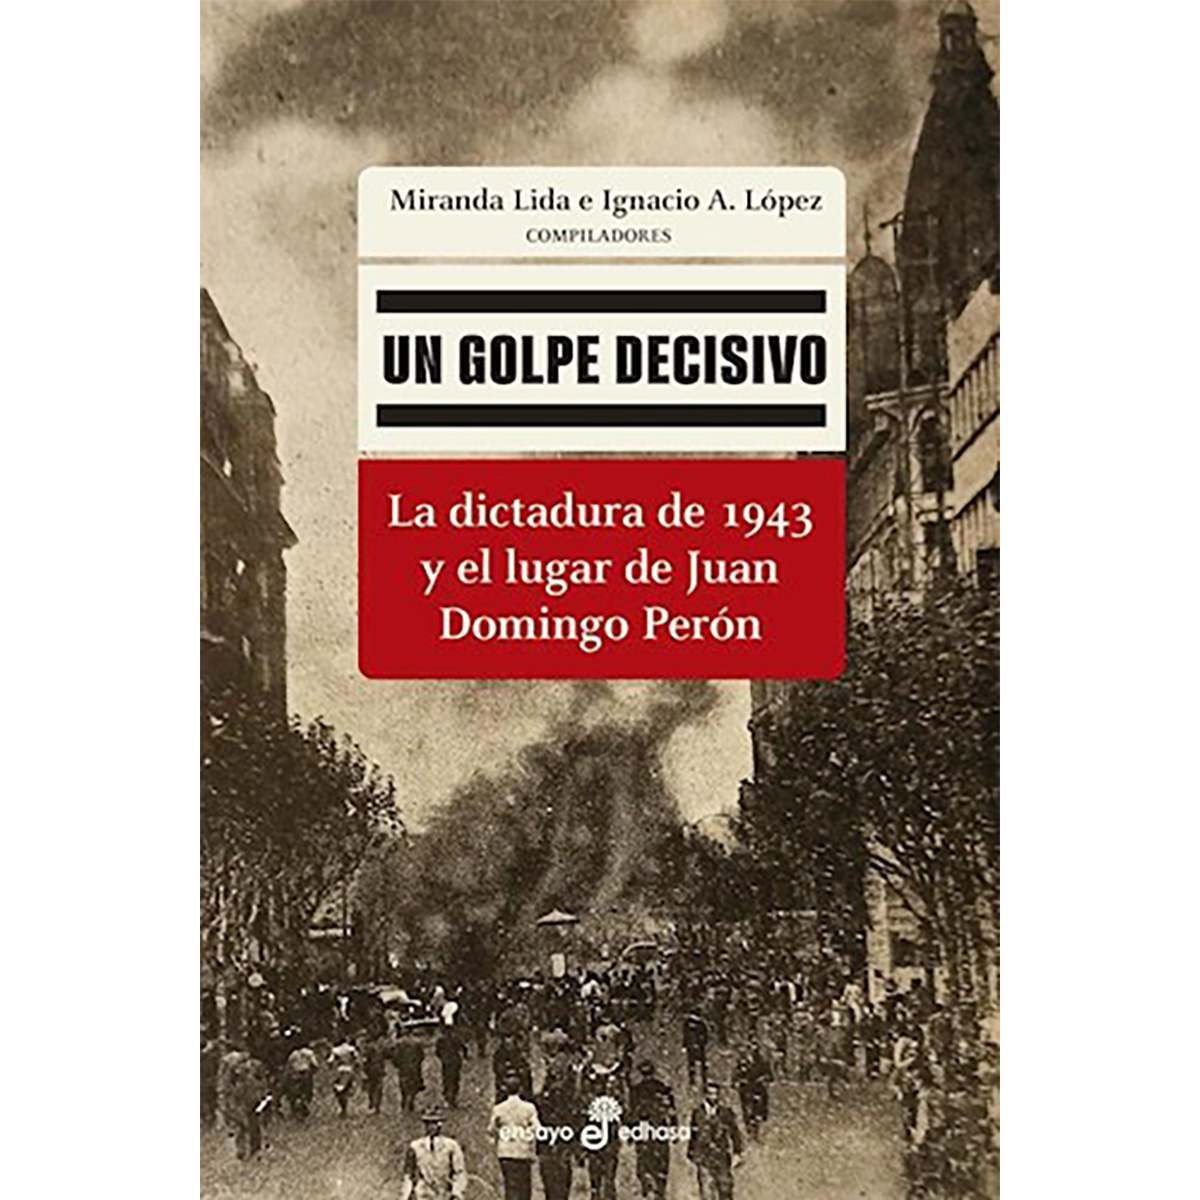 Miranda Lida e Ignacio A. López
COMPILADORES
UN GOLPE DECISIVO
La dictadura de 1943
y el lugar de Juan
Domingo Perón
ensayo edhasa